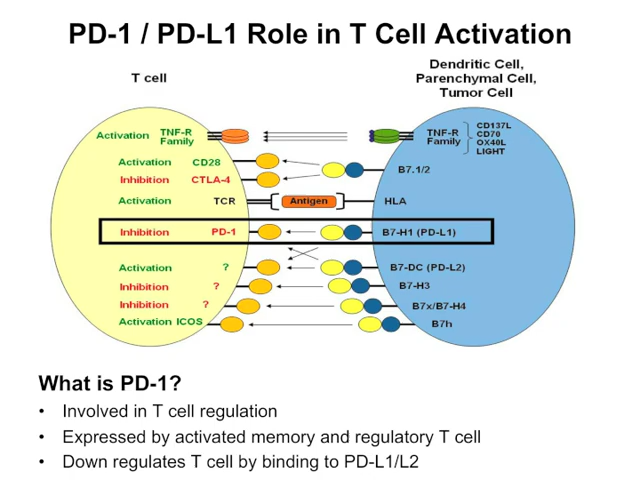 PD-1 / PD-L1 Role in T Cell Activation
T cell
Dendritic Cell,
Parenchymal Cell,
Tumor Cell
Activation TNF-R
Family
TNF-R
Family
CD137L
CD70
OX40L
LIGHT
Activation CD28
Inhibition CTLA-4
B7.1/2
Activation TCR Antigen HLA
Inhibition PD-1 B7-H1 (PD-L1)
Activation ? B7-DC (PD-L2)
Inhibition ? B7-H3
Inhibition ? B7x/B7-H4
Activation ICOS B7h
What is PD-1?
• Involved in T cell regulation
• Expressed by activated memory and regulatory T cell
• Down regulates T cell by binding to PD-L1/L2